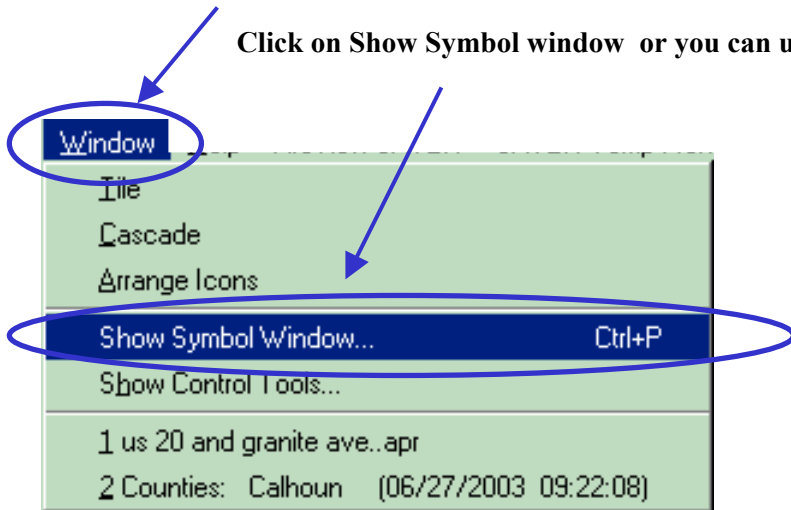 Click on Show Symbol window or you can u
Window
Tile
Cascade
Arrange Icons
Show Symbol Window... Ctrl+P
Show Control Tools...
1 us 20 and granite ave..apr
2 Counties: Calhoun (06/27/2003 09:22:08)